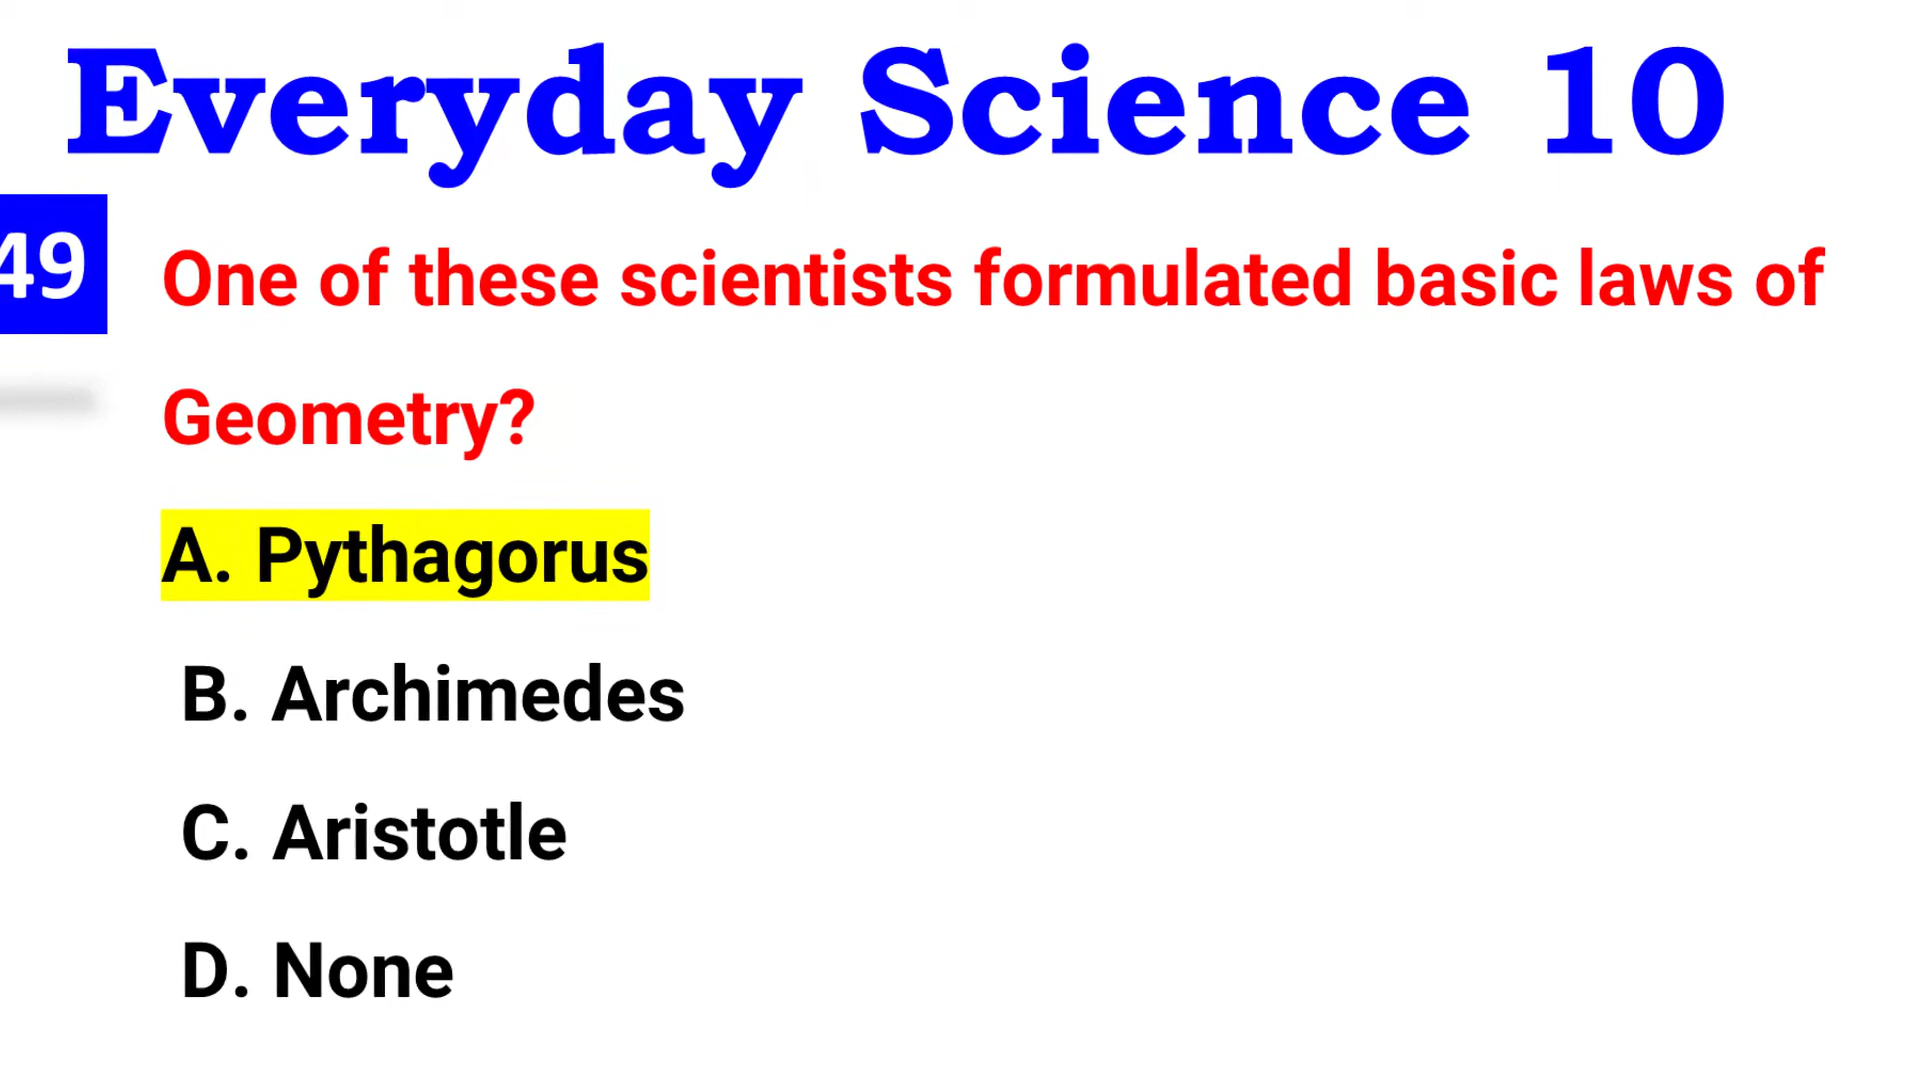 Everyday Science 10
49
One of these scientists formulated basic laws of
Geometry?
A. Pythagorus
B. Archimedes
C. Aristotle
D. None